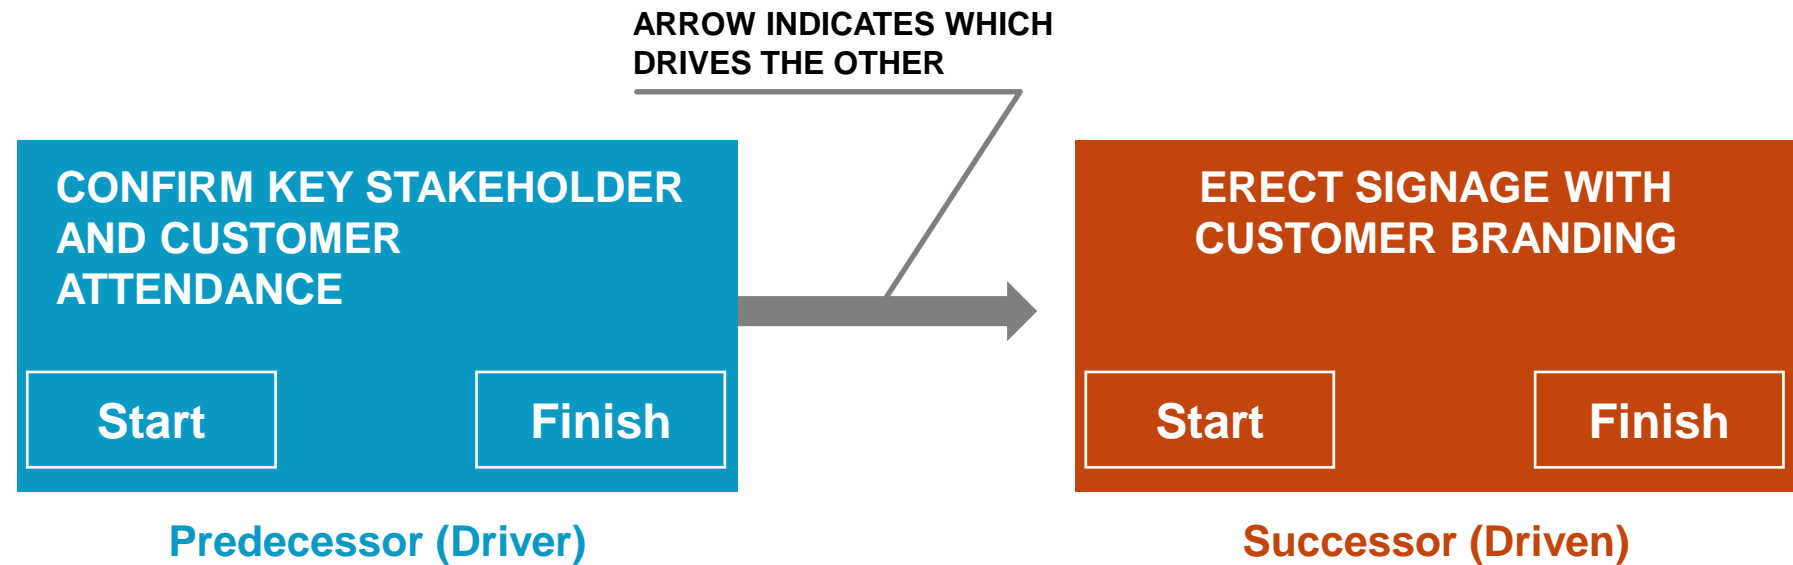 ARROW INDICATES WHICH
DRIVES THE OTHER
CONFIRM KEY STAKEHOLDER
AND CUSTOMER
ATTENDANCE
Start
Finish
Predecessor (Driver)
ERECT SIGNAGE WITH
CUSTOMER BRANDING
Start
Finish
Successor (Driven)